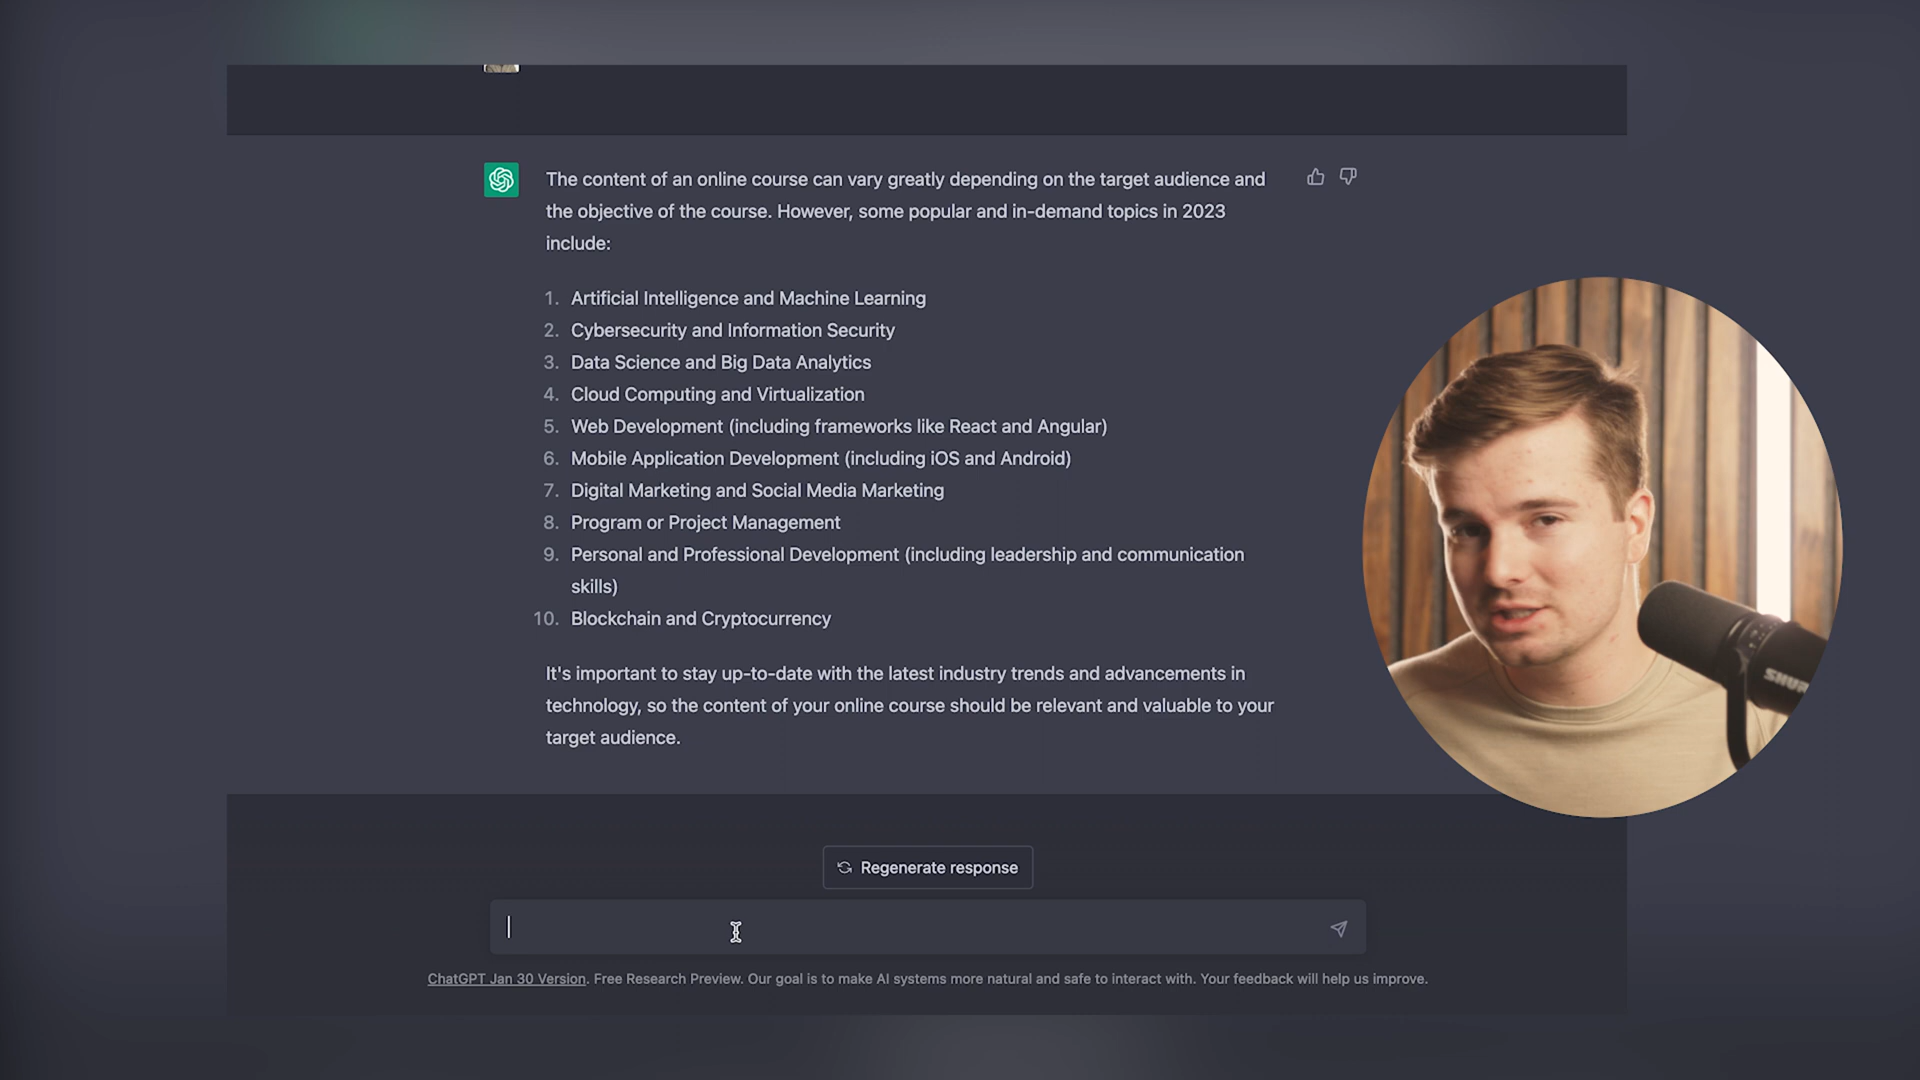 The content of an online course can vary greatly depending on the target audience and
the objective of the course. However, some popular and in-demand topics in 2023
include:
1. Artificial Intelligence and Machine Learning
2. Cybersecurity and Information Security
3. Data Science and Big Data Analytics
4. Cloud Computing and Virtualization
5. Web Development (including frameworks like React and Angular)
6. Mobile Application Development (including iOS and Android)
7. Digital Marketing and Social Media Marketing
8. Program or Project Management
9. Personal and Professional Development (including leadership and communication
skills)
10. Blockchain and Cryptocurrency
It's important to stay up-to-date with the latest industry trends and advancements in
technology, so the content of your online course should be relevant and valuable to your
target audience.
SHUR
Regenerate response
ChatGPT Jan 30 Version. Free Research Preview. Our goal is to make AI systems more natural and safe to interact with. Your feedback will help us improve.